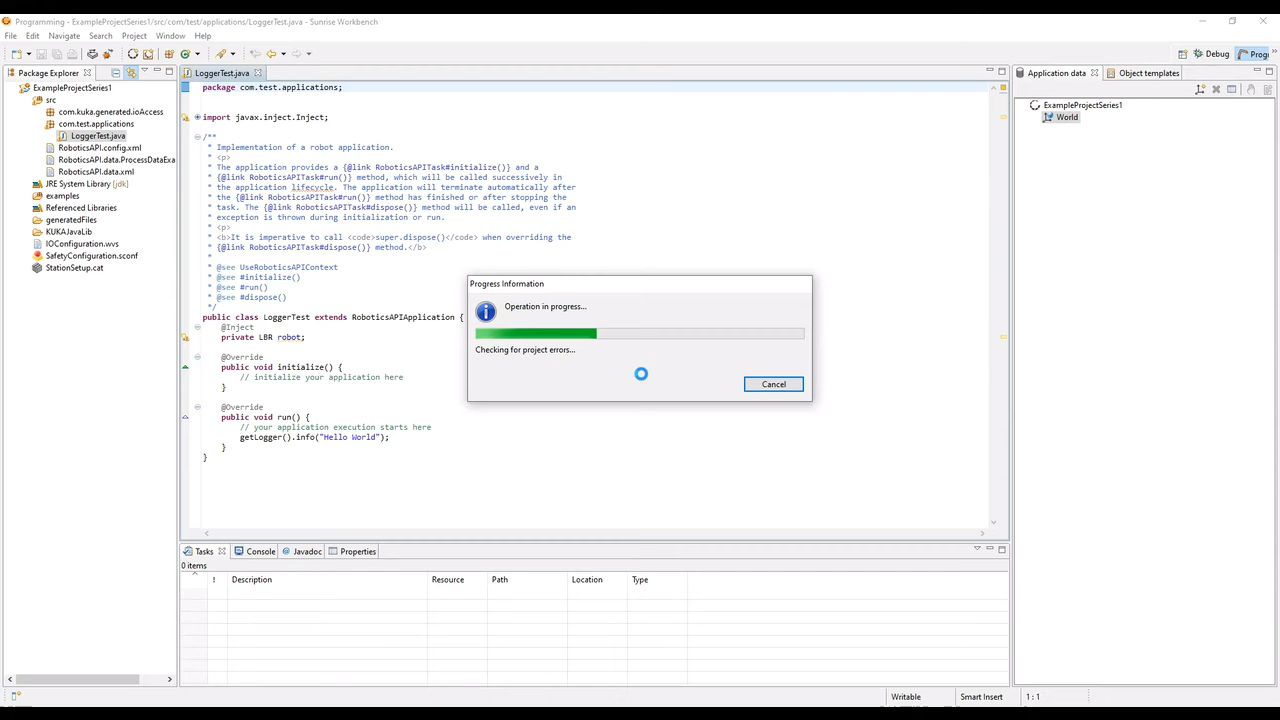 Programming - ExampleProjectSeries1/src/com/test/applications/LoggerTest.java - Sunrise Workbench
File Edit Navigate Search Project Window Help
Debug
Prog
Package Explorer
ExampleProjectSeries1
src
com.kuka.generated.ioAccess
com.test.applications
LoggerTest.java
RoboticsAPI.config.xml
RoboticsAPI.data.ProcessDataExa
RoboticsAPI.data.xml
JRE System Library [jdk]
examples
Referenced Libraries
generatedFiles
KUKAJavaLib
IOConfiguration.wvs
SafetyConfiguration.sconf
StationSetup.cat
LoggerTest.java
package com.test.applications;
import javax.inject.Inject;
/**
* Implementation of a robot application.
* <p>
* The application provides a {@link RoboticsAPITask#initialize()} and a
* {@link RoboticsAPITask#run()} method, which will be called successively in
* the application lifecycle. The application will terminate automatically after
* the {@link RoboticsAPITask#run()} method has finished or after stopping the
* task. The {@link RoboticsAPITask#dispose()} method will be called, even if an
* exception is thrown during initialization or run.
* <p>
* <b>It is imperative to call <code>super.dispose()</code> when overriding the
* {@link RoboticsAPITask#dispose()} method.</b>
*
* @see UseRoboticsAPIContext
* @see #initialize()
* @see #run()
* @see #dispose()
*/
public class LoggerTest extends RoboticsAPIApplication {
@Inject
private LBR robot;
@Override
public void initialize() {
// initialize your application here
}
@Override
public void run() {
// your application execution starts here
getLogger().info("Hello World");
}
}
Progress Information
Operation in progress...
Checking for project errors...
Cancel
Application data Object templates
ExampleProjectSeries1
World
Tasks Console Javadoc Properties
0 items
! Description Resource Path Location Type
Writable Smart Insert 1 : 1